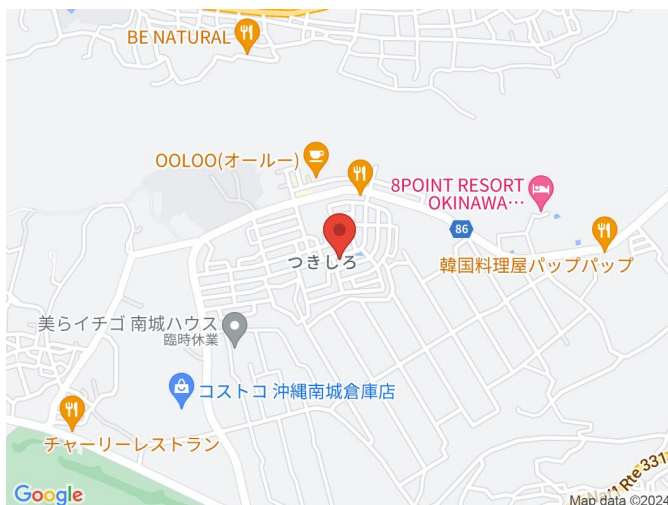 BE NATURAL
OOLOO(オールー)
8POINT RESORT
OKINAWA…
86
つきしろ
韓国料理屋パップパップ
美らイチゴ 南城ハウス
臨時休業
コストコ 沖縄南城倉庫店
チャーリーレストラン
Nat'l Rte 331
Google
Map data ©2024